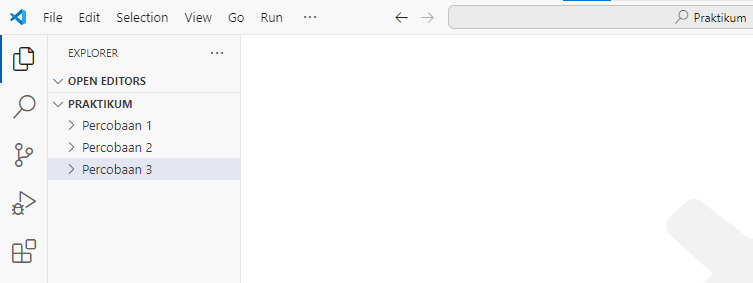 File Edit Selection View Go Run ··· ← → Praktikum
EXPLORER ···
OPEN EDITORS
PRAKTIKUM
Percobaan 1
Percobaan 2
Percobaan 3